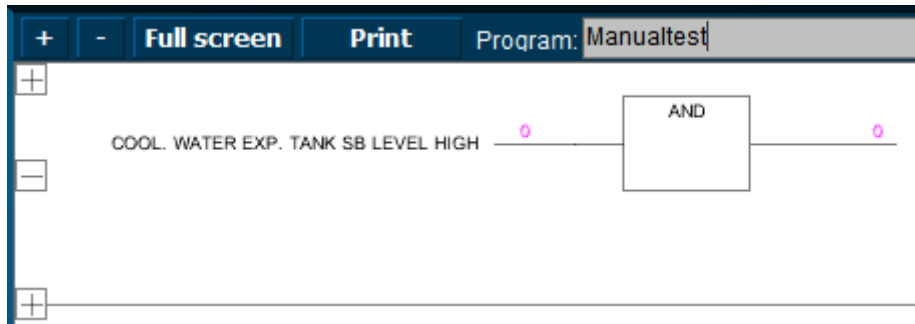 + - Full screen Print Program: Manualtest
AND
COOL. WATER EXP. TANK SB LEVEL HIGH 0 0